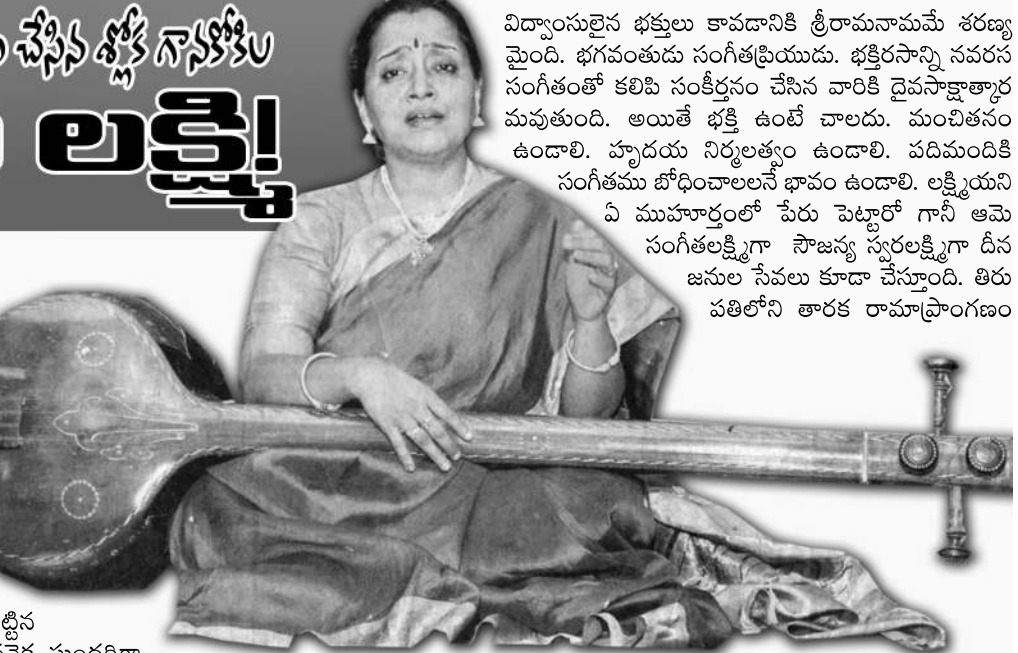 చేసిన శ్లోక గానకోకిల
లక్ష్మి!
విద్వాంసులైన భక్తులు కావడానికి శ్రీరామనామమే శరణ్య
మైంది. భగవంతుడు సంగీతప్రియుడు. భక్తిరసాన్ని నవరస
సంగీతంతో కలిపి సంకీర్తనం చేసిన వారికి దైవసాక్షాత్కార
మవుతుంది. అయితే భక్తి ఉంటే చాలదు. మంచితనం
ఉండాలి. హృదయ నిర్మలత్వం ఉండాలి. పదిమందికి
సంగీతము బోధించాలలనే భావం ఉండాలి. లక్ష్మియని
ఏ ముహూర్తంలో పేరు పెట్టారో గానీ ఆమె
సంగీతలక్ష్మిగా సౌజన్య స్వరలక్ష్మిగా దీన
జనుల సేవలు కూడా చేస్తూంది. తిరు
పతిలోని తారక రామాప్రాంగణం
ట్టిన